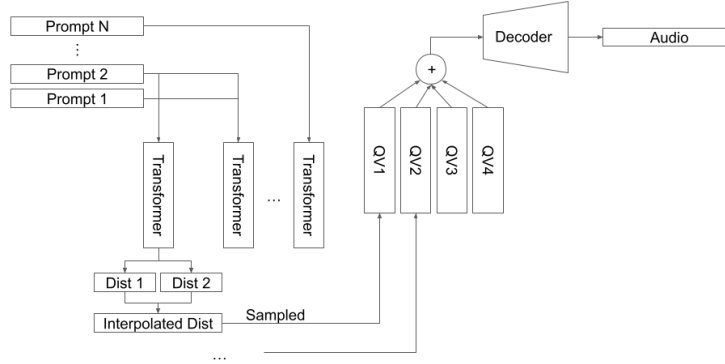 Prompt N
⋮
Prompt 2
Prompt 1
Transformer
Transformer
...
Transformer
Dist 1
Dist 2
Interpolated Dist
Sampled
...
QV1
QV2
QV3
QV4
+
Decoder
Audio